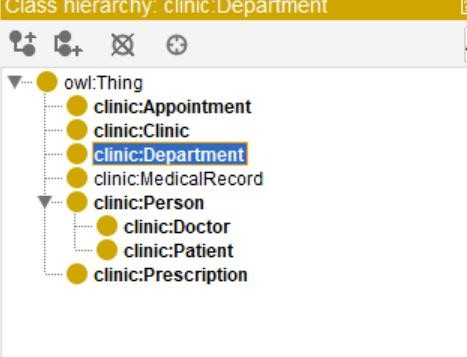 Class hierarchy: clinic:Department
owl:Thing
clinic:Appointment
clinic:Clinic
clinic:Department
clinic:MedicalRecord
clinic:Person
clinic:Doctor
clinic:Patient
clinic:Prescription